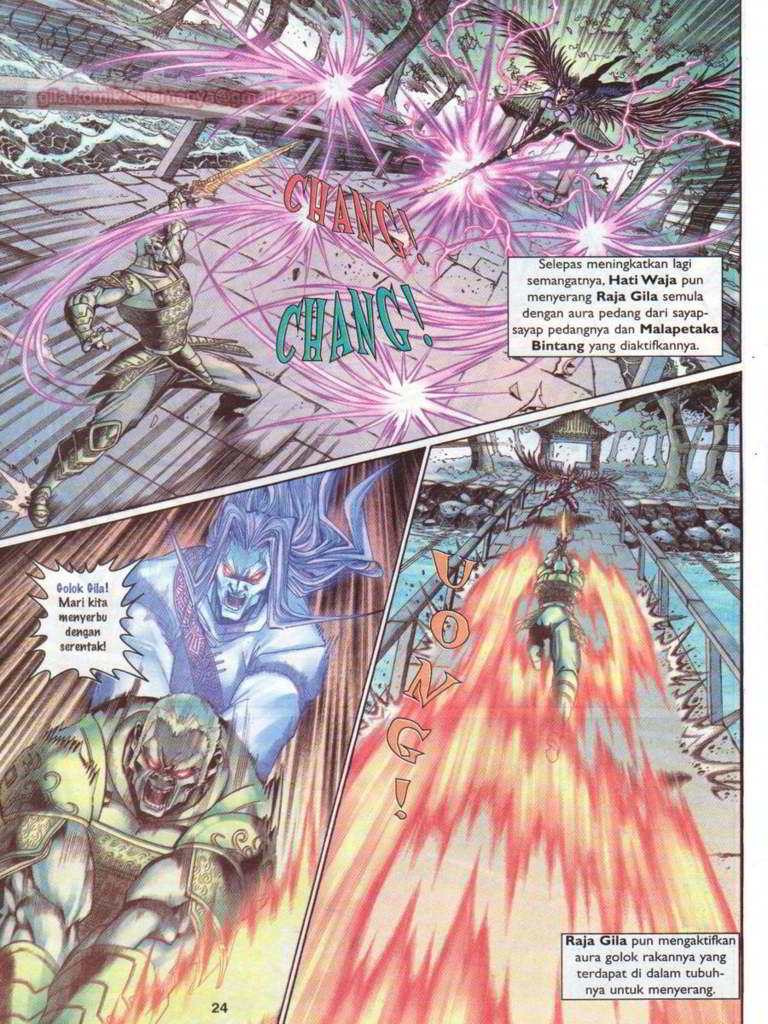 gila.komik
CHANG!
CHANG!
Selepas meningkatkan lagi
semangatnya, Hati Waja pun
menyerang Raja Gila semula
dengan aura pedang dari sayap-
sayap pedangnya dan Malapetaka
Bintang yang diaktifkannya.
Golok Gila!
Mari kita
menyerbu
dengan
serentak!
UONG!
Raja Gila pun mengaktifkan
aura golok rakannya yang
terdapat di dalam tubuh-
nya untuk menyerang.
24